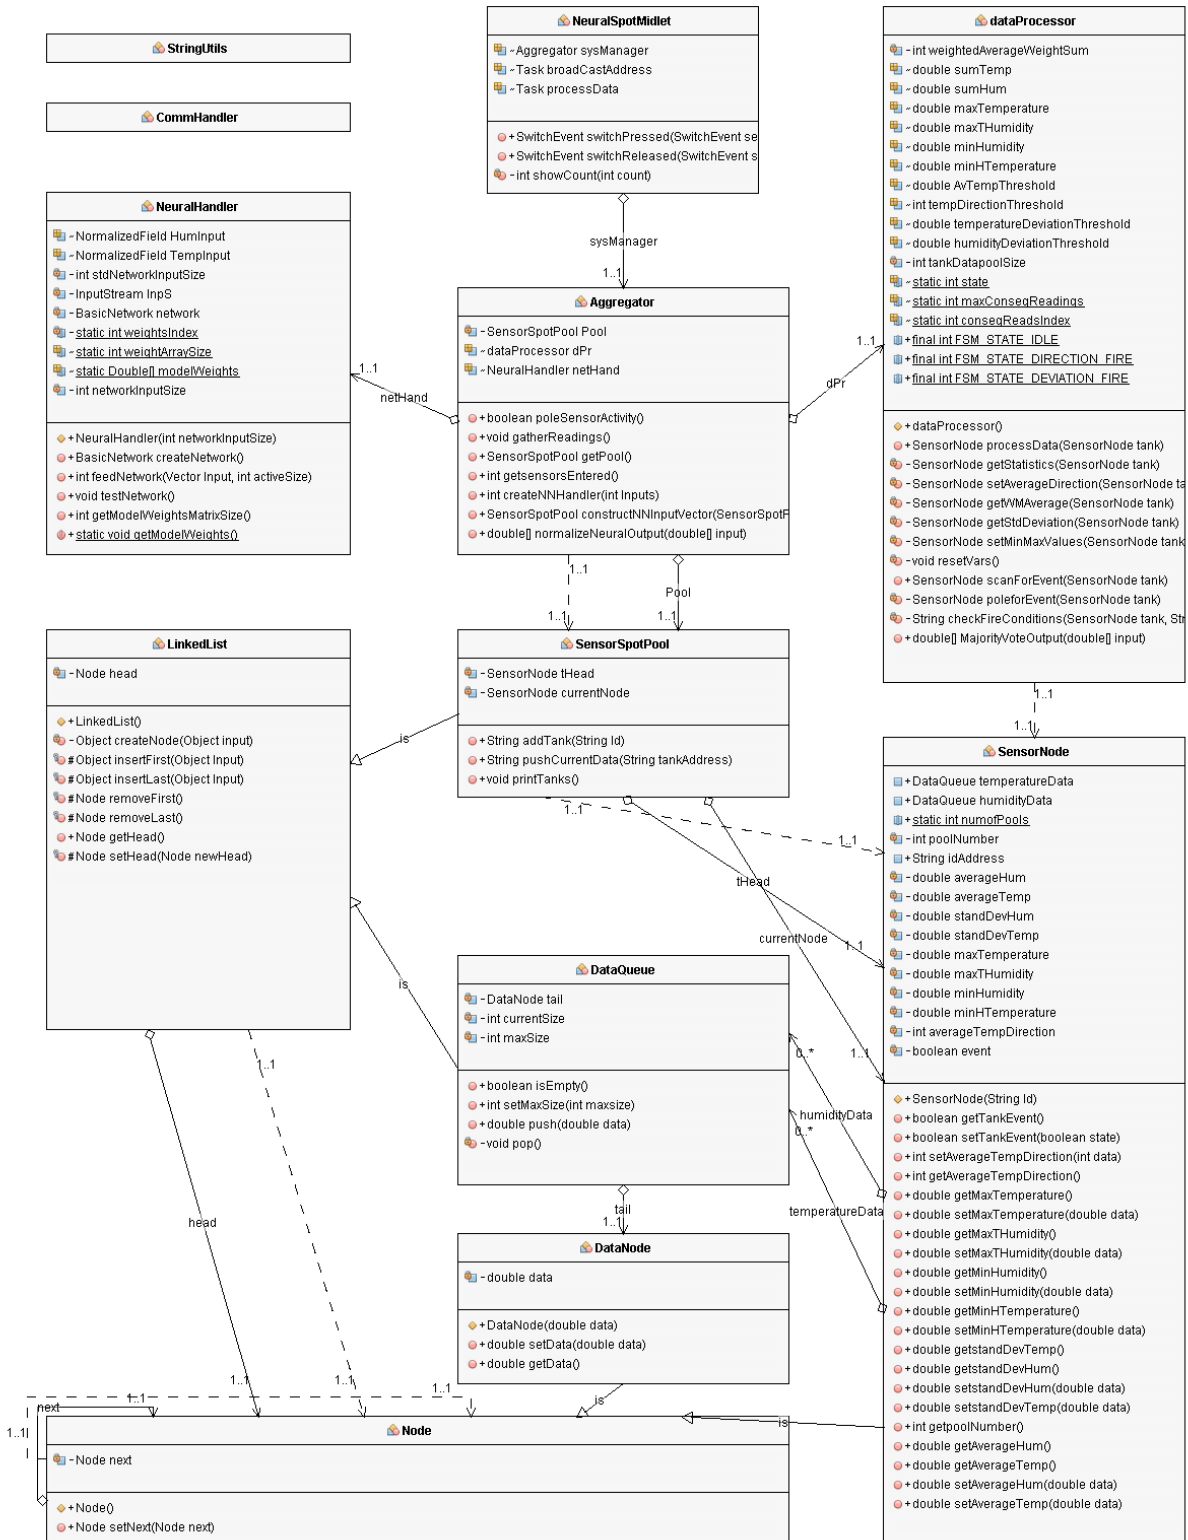 StringUtils
CommHandler
NeuralHandler
~NormalizedField HumInput
~NormalizedField TempInput
-int stdNetworkInputSize
-InputStream InpS
-BasicNetwork network
-static int weightsIndex
~static int weightArraySize
~static Double[] modelWeights
-int networkInputSize
+NeuralHandler(int networkInputSize)
+BasicNetwork createNetwork()
+int feedNetwork(Vector Input, int activeSize)
+void testNetwork()
+int getModelWeightsMatrixSize()
+static void getModelWeights()
NeuralSpotMidlet
~Aggregator sysManager
~Task broadCastAddress
~Task processData
+SwitchEvent switchPressed(SwitchEvent se
+SwitchEvent switchReleased(SwitchEvent s
-int showCount(int count)
sysManager
1..1
Aggregator
-SensorSpotPool Pool
~dataProcessor dPr
~NeuralHandler netHand
+boolean poleSensorActivity()
+void gatherReadings()
+SensorSpotPool getPool()
+int getsensorsEntered()
+int createNNHandler(int Inputs)
+SensorSpotPool constructNNInputVector(SensorSpotF
+double[] normalizeNeuralOutput(double[] input)
1..1
netHand
1..1
dPr
dataProcessor
-int weightedAverageWeightSum
~double sumTemp
~double sumHum
~double maxTemperature
~double maxTHumidity
~double minHumidity
~double minHTemperature
~double AvTempThreshold
~int tempDirectionThreshold
~double temperatureDeviationThreshold
~double humidityDeviationThreshold
-int tankDatapoolSize
~static int state
~static int maxConseqReadings
~static int conseqReadsIndex
+final int FSM_STATE_IDLE
+final int FSM_STATE_DIRECTION_FIRE
+final int FSM_STATE_DEVIATION_FIRE
+dataProcessor()
+SensorNode processData(SensorNode tank)
-SensorNode getStatistics(SensorNode tank)
-SensorNode setAverageDirection(SensorNode ta
-SensorNode getWMAverage(SensorNode tank)
-SensorNode getStdDeviation(SensorNode tank)
-SensorNode setMinMaxValues(SensorNode tank
-void resetVars()
+SensorNode scanForEvent(SensorNode tank)
-SensorNode poleforEvent(SensorNode tank)
-String checkFireConditions(SensorNode tank, Stri
+double[] MajorityVoteOutput(double[] input)
1..1
1..1
1..1
Pool
1..1
1..1
1..1
LinkedList
-Node head
+LinkedList()
-Object createNode(Object input)
#Object insertFirst(Object Input)
#Object insertLast(Object Input)
#Node removeFirst()
#Node removeLast()
+Node getHead()
#Node setHead(Node newHead)
is
SensorSpotPool
-SensorNode tHead
-SensorNode currentNode
+String addTank(String Id)
+String pushCurrentData(String tankAddress)
+void printTanks()
1..1
1..1
tHead
currentNode
1..1
1..1
SensorNode
+DataQueue temperatureData
+DataQueue humidityData
+static int numofPools
-int poolNumber
+String idAddress
-double averageHum
-double averageTemp
-double standDevHum
-double standDevTemp
-double maxTemperature
-double maxTHumidity
-double minHumidity
-double minHTemperature
-int averageTempDirection
-boolean event
+SensorNode(String Id)
+boolean getTankEvent()
+boolean setTankEvent(boolean state)
+int setAverageTempDirection(int data)
+int getAverageTempDirection()
+double getMaxTemperature()
+double setMaxTemperature(double data)
+double getMaxTHumidity()
+double setMaxTHumidity(double data)
+double getMinHumidity()
+double setMinHumidity(double data)
+double getMinHTemperature()
+double setMinHTemperature(double data)
+double getstandDevTemp()
+double getstandDevHum()
+double setstandDevHum(double data)
+double setstandDevTemp(double data)
+int getpoolNumber()
+double getAverageHum()
+double getAverageTemp()
+double setAverageHum(double data)
+double setAverageTemp(double data)
is
DataQueue
-DataNode tail
-int currentSize
-int maxSize
+boolean isEmpty()
+int setMaxSize(int maxsize)
+double push(double data)
-void pop()
0..*
humidityData
0..*
temperatureData
tail
1..1
DataNode
-double data
+DataNode(double data)
+double setData(double data)
+double getData()
1..1
head
1..1
1..1
1..1
1..1
is
is
next
1..1
Node
-Node next
+Node()
+Node setNext(Node next)